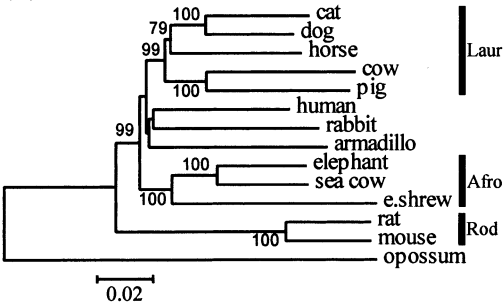 100 cat
79 dog
99 horse Laur
cow
100 pig
human
99 rabbit
armadillo
100 elephant
sea cow Afro
100 e.shrew
rat Rod
100 mouse
opossum
0.02